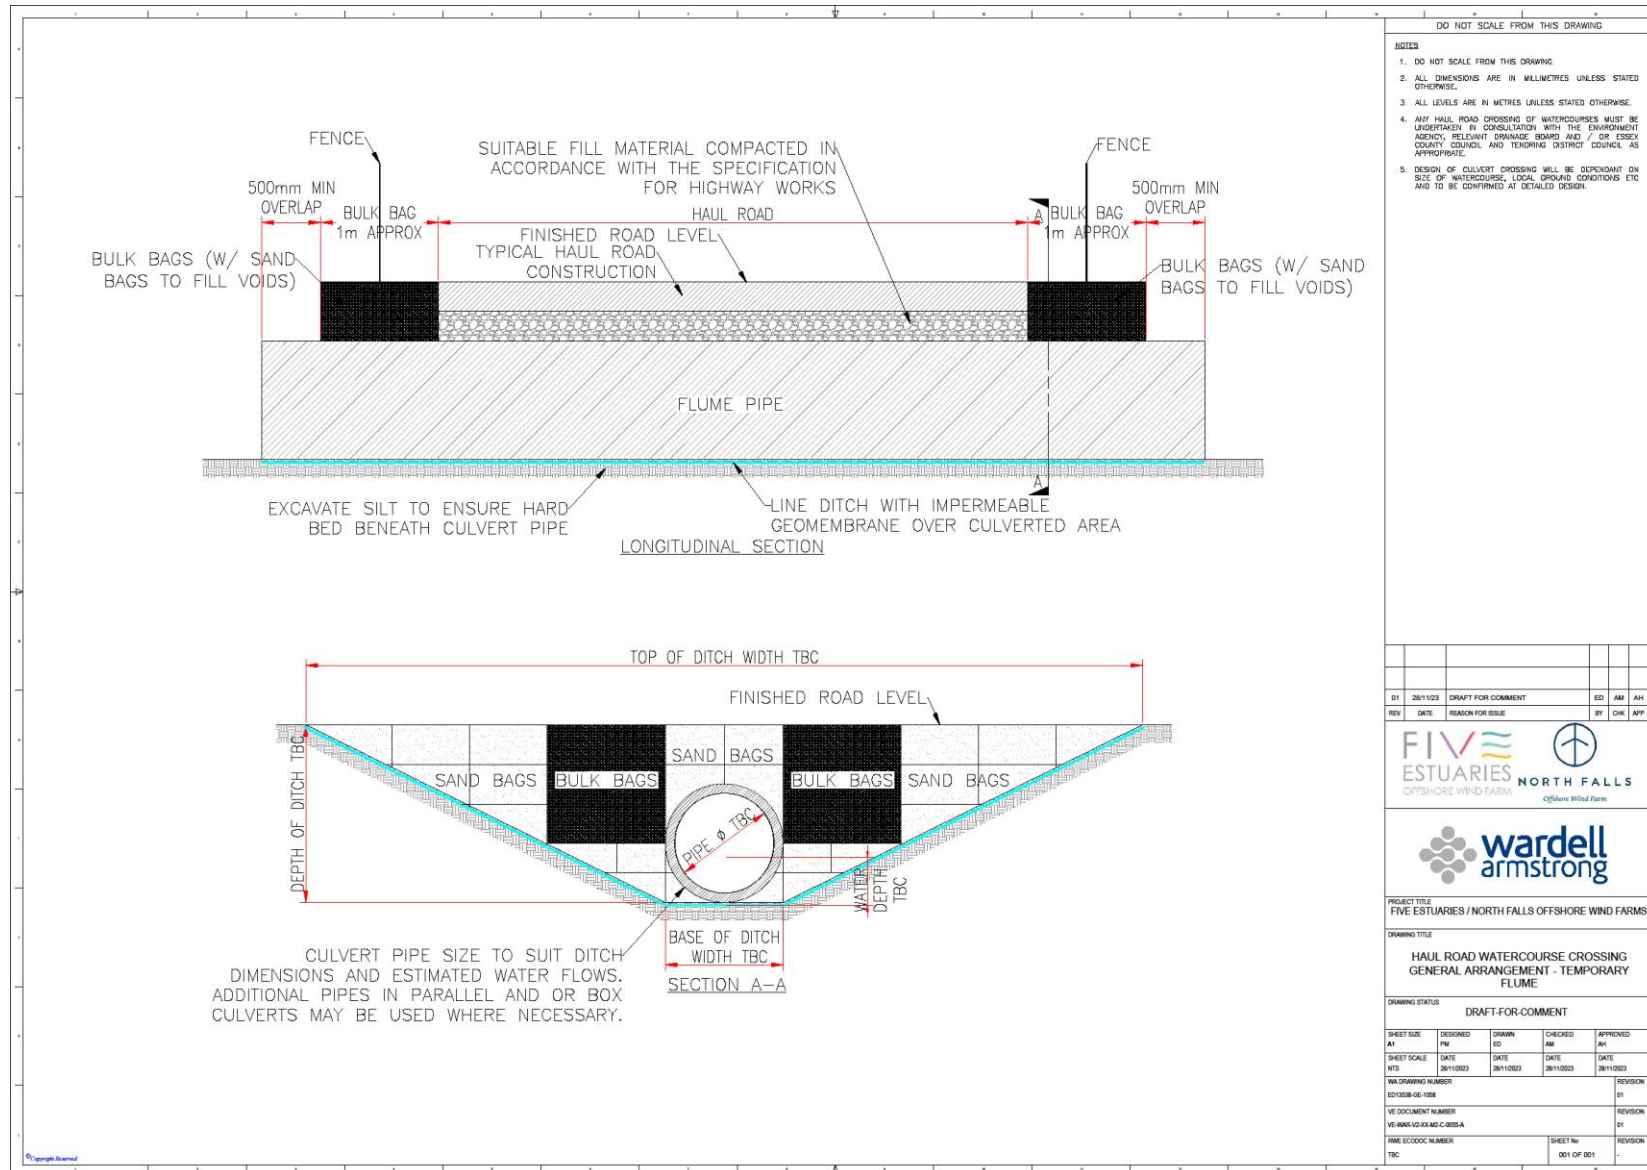 DO NOT SCALE FROM THIS DRAWING
NOTES
1. DO NOT SCALE FROM THIS DRAWING.
2. ALL DIMENSIONS ARE IN MILLIMETRES UNLESS STATED
OTHERWISE.
3. ALL LEVELS ARE IN METRES UNLESS STATED OTHERWISE.
4. ANY HAUL ROAD CROSSING OF WATERCOURSES MUST BE
UNDERTAKEN IN CONSULTATION WITH THE ENVIRONMENT
AGENCY, RELEVANT DRAINAGE BOARD AND / OR ESSEX
COUNTY COUNCIL AND TENDRING DISTRICT COUNCIL AS
APPROPRIATE.
5. DESIGN OF CULVERT CROSSING WILL BE DEPENDANT ON
SIZE OF WATERCOURSE, LOCAL GROUND CONDITIONS ETC
AND TO BE CONFIRMED AT DETAILED DESIGN.
FENCE
SUITABLE FILL MATERIAL COMPACTED IN
ACCORDANCE WITH THE SPECIFICATION
FOR HIGHWAY WORKS
FENCE
500mm MIN
OVERLAP
BULK BAG
1m APPROX
HAUL ROAD
A
BULK BAG
1m APPROX
500mm MIN
OVERLAP
FINISHED ROAD LEVEL
TYPICAL HAUL ROAD
CONSTRUCTION
BULK BAGS (W/ SAND
BAGS TO FILL VOIDS)
BULK BAGS (W/ SAND
BAGS TO FILL VOIDS)
FLUME PIPE
A
EXCAVATE SILT TO ENSURE HARD
BED BENEATH CULVERT PIPE
LINE DITCH WITH IMPERMEABLE
GEOMEMBRANE OVER CULVERTED AREA
LONGITUDINAL SECTION
TOP OF DITCH WIDTH TBC
FINISHED ROAD LEVEL
DEPTH OF DITCH TBC
SAND BAGS
BULK BAGS
SAND BAGS
BULK BAGS
SAND BAGS
PIPE Ø TBC
WATER
DEPTH
TBC
BASE OF DITCH
WIDTH TBC
SECTION A-A
CULVERT PIPE SIZE TO SUIT DITCH
DIMENSIONS AND ESTIMATED WATER FLOWS.
ADDITIONAL PIPES IN PARALLEL AND OR BOX
CULVERTS MAY BE USED WHERE NECESSARY.
01 28/11/23 DRAFT FOR COMMENT ED AM AH
REV DATE REASON FOR ISSUE BY CHK APP
FIVE
ESTUARIES
OFFSHORE WIND FARM
NORTH FALLS
Offshore Wind Farm
wardell
armstrong
PROJECT TITLE
FIVE ESTUARIES / NORTH FALLS OFFSHORE WIND FARMS
DRAWING TITLE
HAUL ROAD WATERCOURSE CROSSING
GENERAL ARRANGEMENT - TEMPORARY
FLUME
DRAWING STATUS
DRAFT-FOR-COMMENT
SHEET SIZE DESIGNED DRAWN CHECKED APPROVED
A1 PM ED AM AH
SHEET SCALE DATE DATE DATE DATE
NTS 28/11/2023 28/11/2023 28/11/2023 28/11/2023
WA DRAWING NUMBER REVISION
ED13538-GE-1058 01
VE DOCUMENT NUMBER REVISION
VE-WAR-V2-XX-M2-C-0055-A 01
RWE ECODOC NUMBER SHEET No REVISION
TBC 001 OF 001 -
©Copyright Reserved